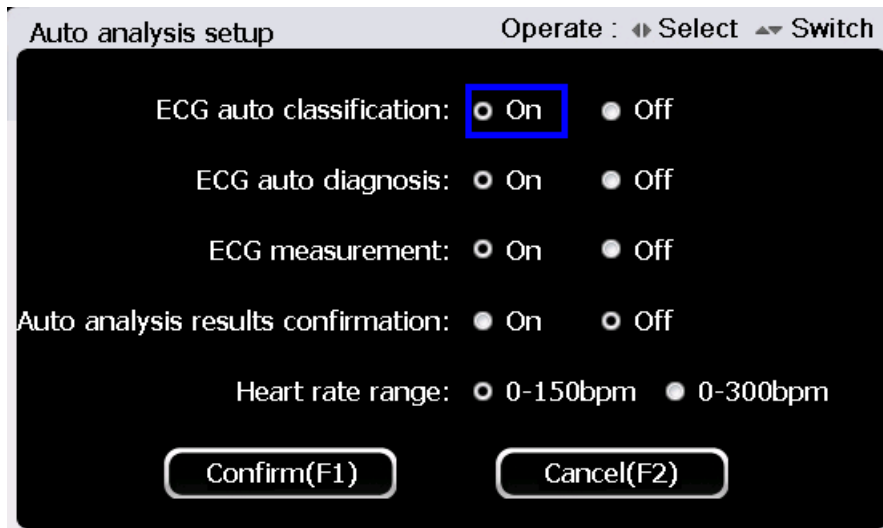 Auto analysis setup Operate : Select Switch
ECG auto classification: On Off
ECG auto diagnosis: On Off
ECG measurement: On Off
Auto analysis results confirmation: On Off
Heart rate range: 0-150bpm 0-300bpm
Confirm(F1) Cancel(F2)